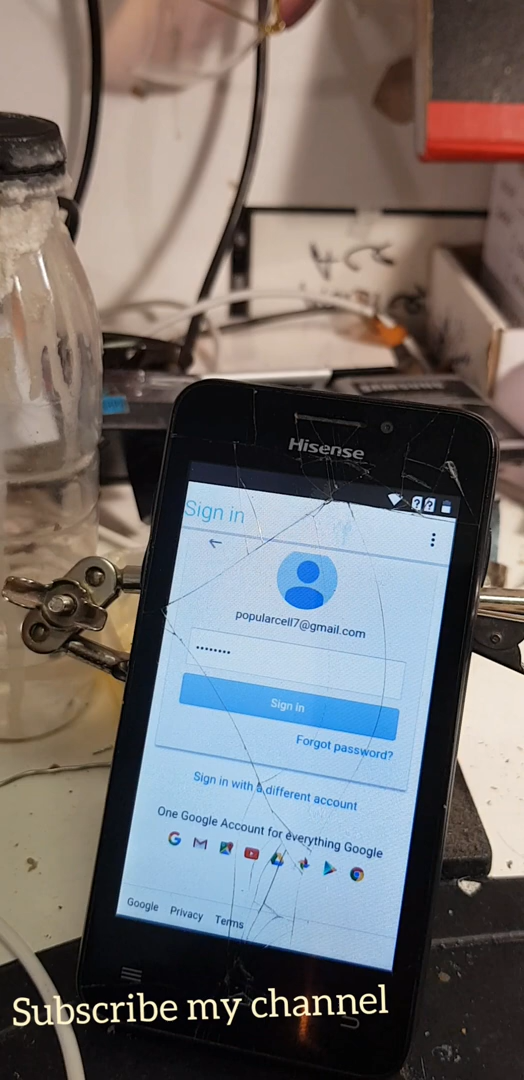 SAMSUNG
Hisense
Sign in
popularcell7@gmail.com
••••••••
Sign in
Forgot password?
Sign in with a different account
One Google Account for everything Google
Google Privacy Terms
Subscribe my channel